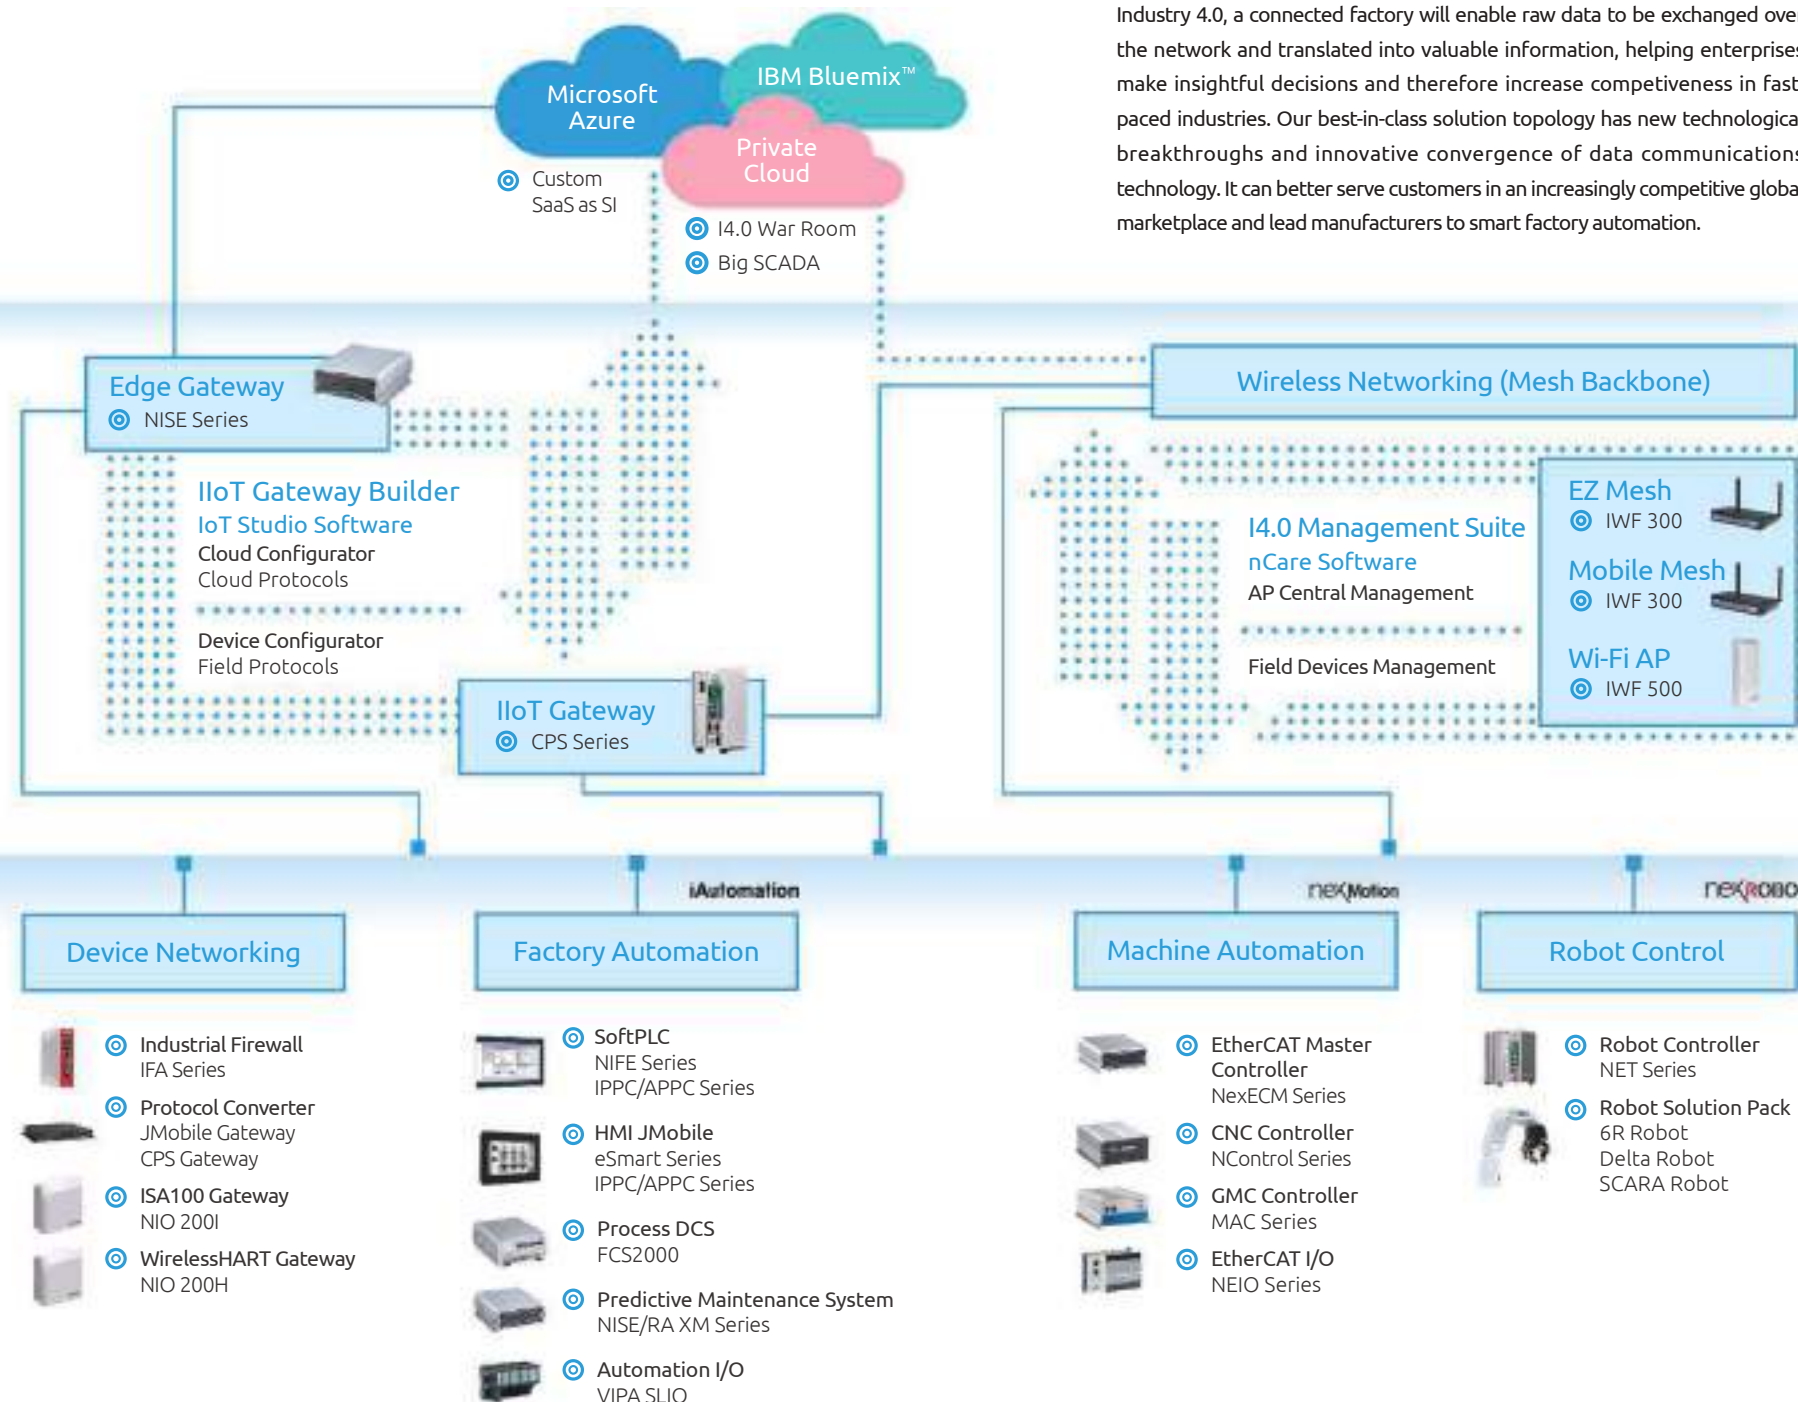 Industry 4.0, a connected factory will enable raw data to be exchanged over
the network and translated into valuable information, helping enterprises
make insightful decisions and therefore increase competiveness in fast
paced industries. Our best-in-class solution topology has new technological
breakthroughs and innovative convergence of data communications
technology. It can better serve customers in an increasingly competitive global
marketplace and lead manufacturers to smart factory automation.
Microsoft
Azure
IBM Bluemix™
Private
Cloud
Custom
SaaS as SI
I4.0 War Room
Big SCADA
Edge Gateway
NISE Series
IIoT Gateway Builder
IoT Studio Software
Cloud Configurator
Cloud Protocols
Device Configurator
Field Protocols
IIoT Gateway
CPS Series
Wireless Networking (Mesh Backbone)
I4.0 Management Suite
nCare Software
AP Central Management
Field Devices Management
EZ Mesh
IWF 300
Mobile Mesh
IWF 300
Wi-Fi AP
IWF 500
Device Networking
Industrial Firewall
IFA Series
Protocol Converter
JMobile Gateway
CPS Gateway
ISA100 Gateway
NIO 200I
WirelessHART Gateway
NIO 200H
iAutomation
Factory Automation
SoftPLC
NIFE Series
IPPC/APPC Series
HMI JMobile
eSmart Series
IPPC/APPC Series
Process DCS
FCS2000
Predictive Maintenance System
NISE/RA XM Series
Automation I/O
VIPA SLIO
nexMotion
Machine Automation
EtherCAT Master
Controller
NexECM Series
CNC Controller
NControl Series
GMC Controller
MAC Series
EtherCAT I/O
NEIO Series
nexROBO
Robot Control
Robot Controller
NET Series
Robot Solution Pack
6R Robot
Delta Robot
SCARA Robot